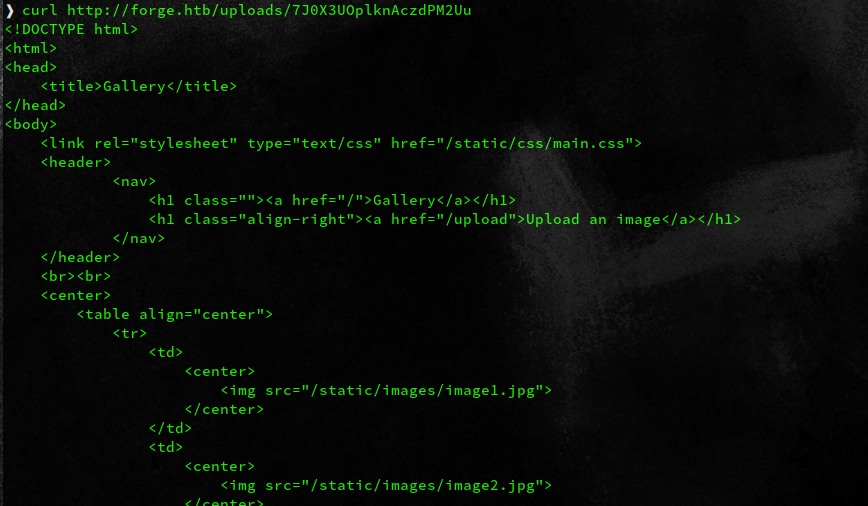 ❯ curl http://forge.htb/uploads/7J0X3UOplknAczdPM2Uu
<!DOCTYPE html>
<html>
<head>
    <title>Gallery</title>
</head>
<body>
    <link rel="stylesheet" type="text/css" href="/static/css/main.css">
    <header>
            <nav>
                <h1 class=""><a href="/">Gallery</a></h1>
                <h1 class="align-right"><a href="/upload">Upload an image</a></h1>
            </nav>
    </header>
    <br><br>
    <center>
        <table align="center">
            <tr>
                <td>
                    <center>
                        <img src="/static/images/image1.jpg">
                    </center>
                </td>
                <td>
                    <center>
                        <img src="/static/images/image2.jpg">
                    </center>